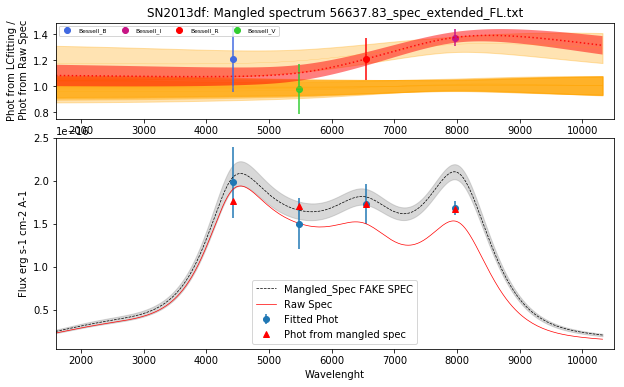 SN2013df: Mangled spectrum 56637.83_spec_extended_FL.txt
Phot from LCfitting /
Phot from Raw Spec
1.4
1.2
1.0
0.8
Bessell_B
Bessell_I
Bessell_R
Bessell_V
2000 3000 4000 5000 6000 7000 8000 9000 10000
Flux erg s-1 cm-2 A-1
2.5
2.0
1.5
1.0
0.5
Mangled_Spec FAKE SPEC
Raw Spec
Fitted Phot
Phot from mangled spec
2000 3000 4000 5000 6000 7000 8000 9000 10000
Wavelenght